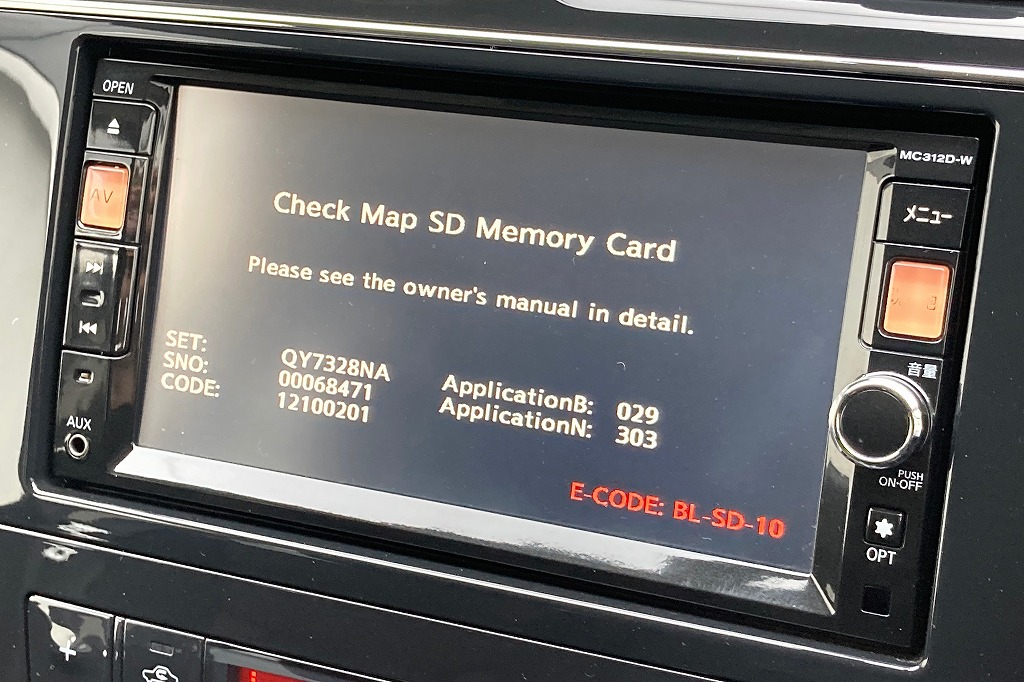 OPEN
AV
AUX
MC312D-W
メニュー
音量
PUSH
ON-OFF
OPT
Check Map SD Memory Card
Please see the owner's manual in detail.
SET: QY7328NA
SNO: 00068471 ApplicationB: 029
CODE: 12100201 ApplicationN: 303
E-CODE: BL-SD-10